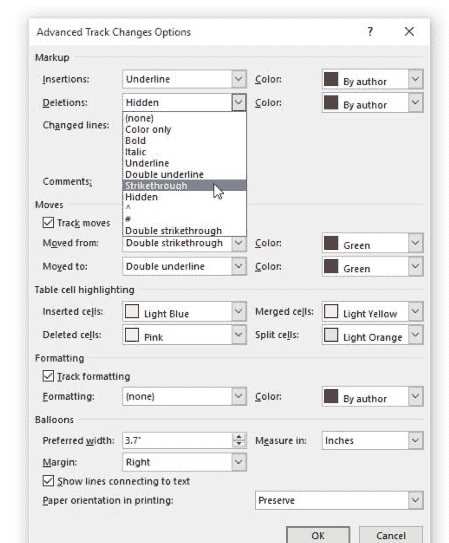 Advanced Track Changes Options ? ×
Markup
Insertions: Underline Color: By author
Deletions: Hidden Color: By author
Changed lines:
(none)
Color only
Bold
Italic
Underline
Double underline
Comments:
Strikethrough
Hidden
^
#
Double strikethrough
Moves
Track moves
Moved from: Double strikethrough Color: Green
Moved to: Double underline Color: Green
Table cell highlighting
Inserted cells: Light Blue Merged cells: Light Yellow
Deleted cells: Pink Split cells: Light Orange
Formatting
Track formatting
Formatting: (none) Color: By author
Balloons
Preferred width: 3.7" Measure in: Inches
Margin: Right
Show lines connecting to text
Paper orientation in printing: Preserve
OK Cancel